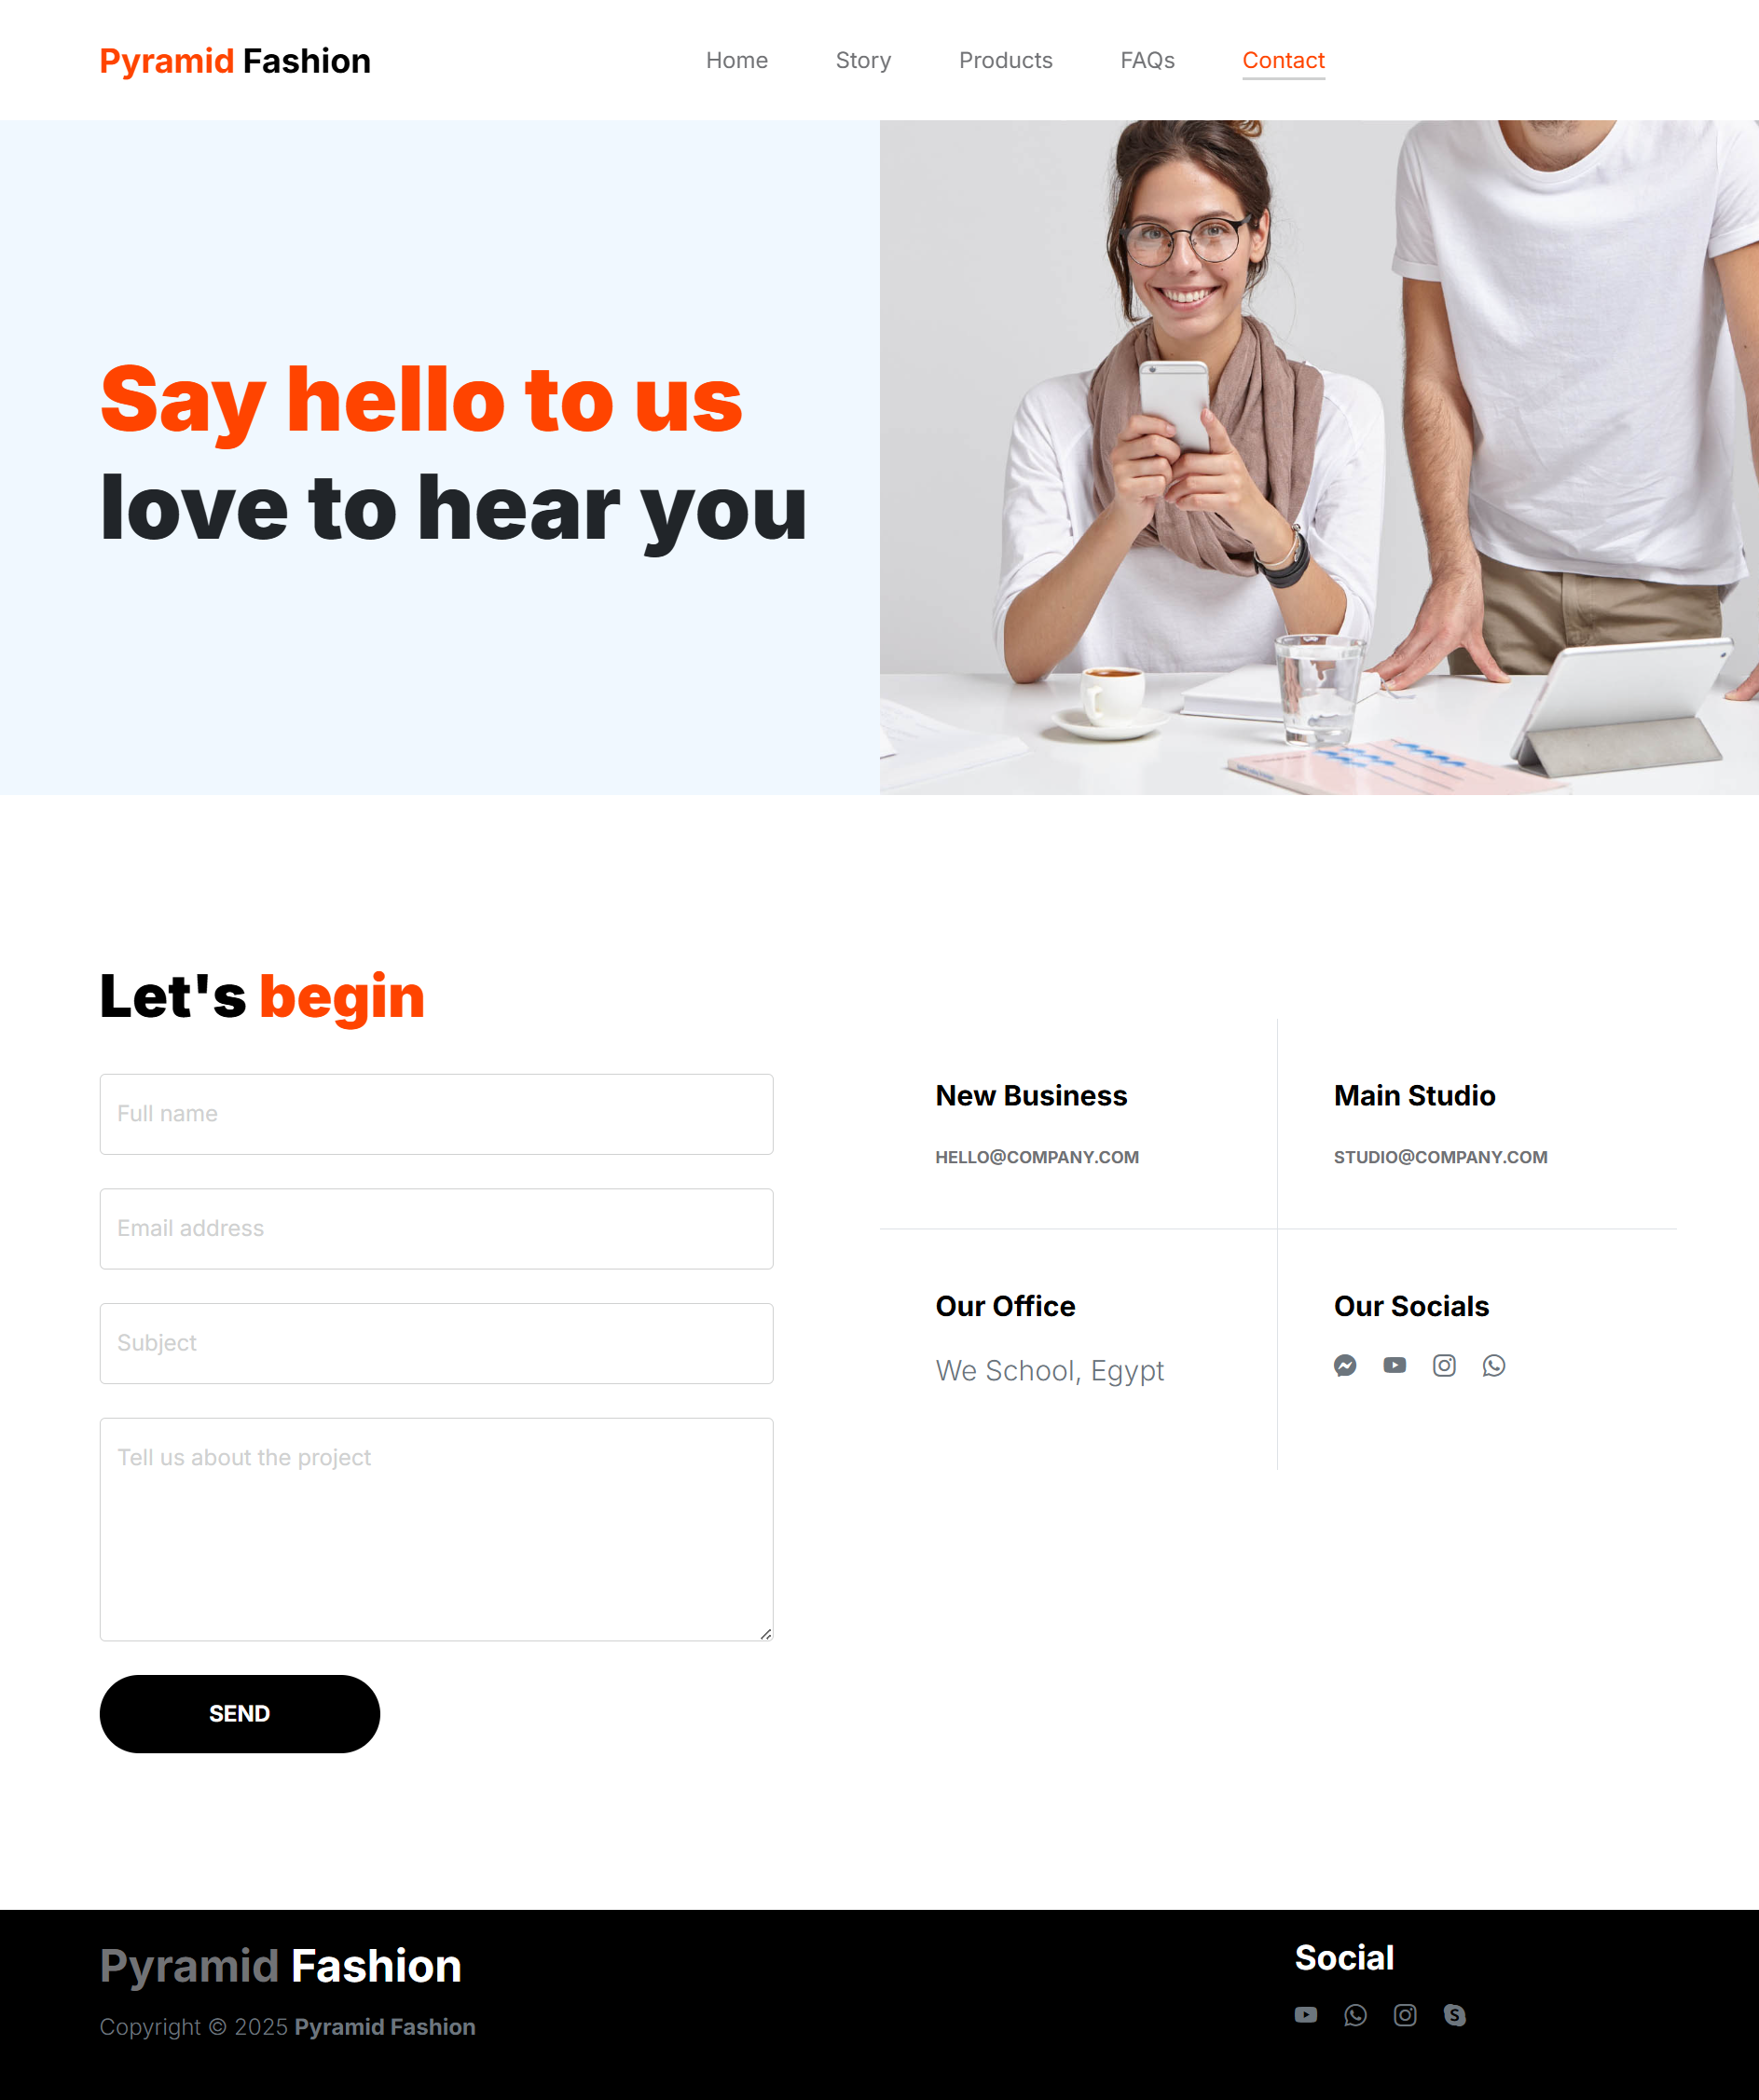 Pyramid Fashion
Home Story Products FAQs Contact
Say hello to us
love to hear you
Let's begin
Full name
Email address
Subject
Tell us about the project
SEND
New Business
HELLO@COMPANY.COM
Main Studio
STUDIO@COMPANY.COM
Our Office
We School, Egypt
Our Socials
Pyramid Fashion
Copyright © 2025 Pyramid Fashion
Social